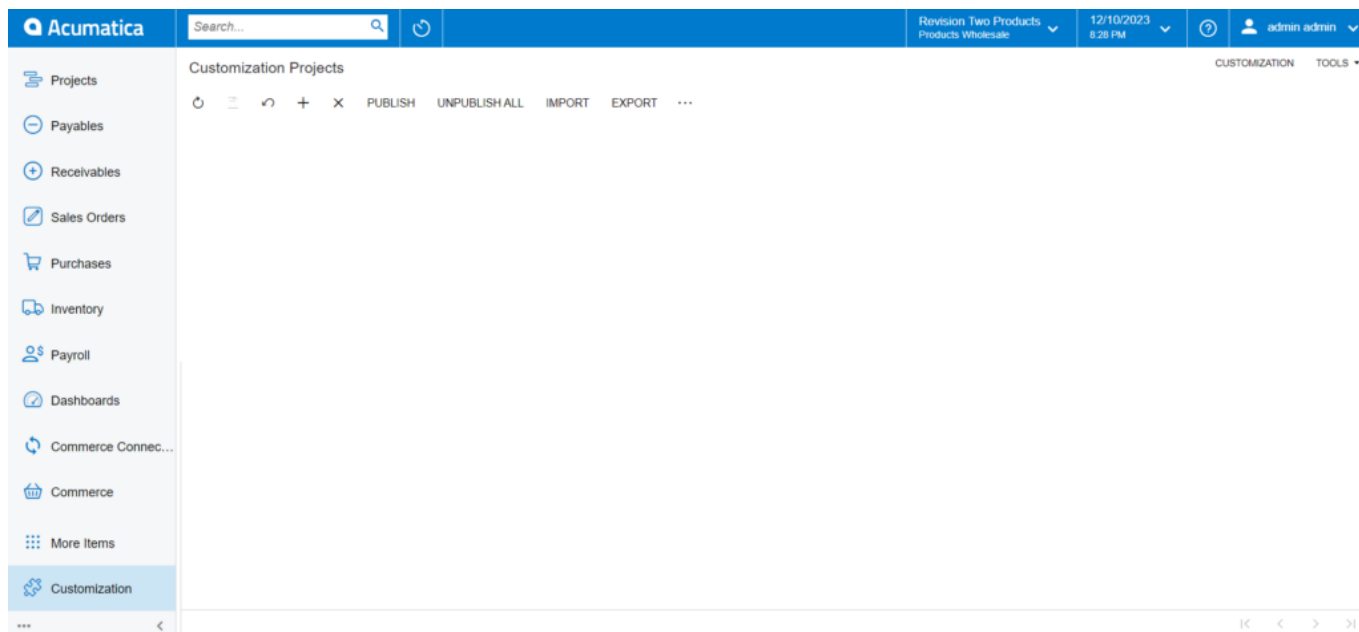 Acumatica
Search...
Revision Two Products
Products Wholesale
12/10/2023
8:28 PM
admin admin
Projects
Payables
Receivables
Sales Orders
Purchases
Inventory
Payroll
Dashboards
Commerce Connec...
Commerce
More Items
Customization
Customization Projects
CUSTOMIZATION TOOLS
PUBLISH UNPUBLISH ALL IMPORT EXPORT